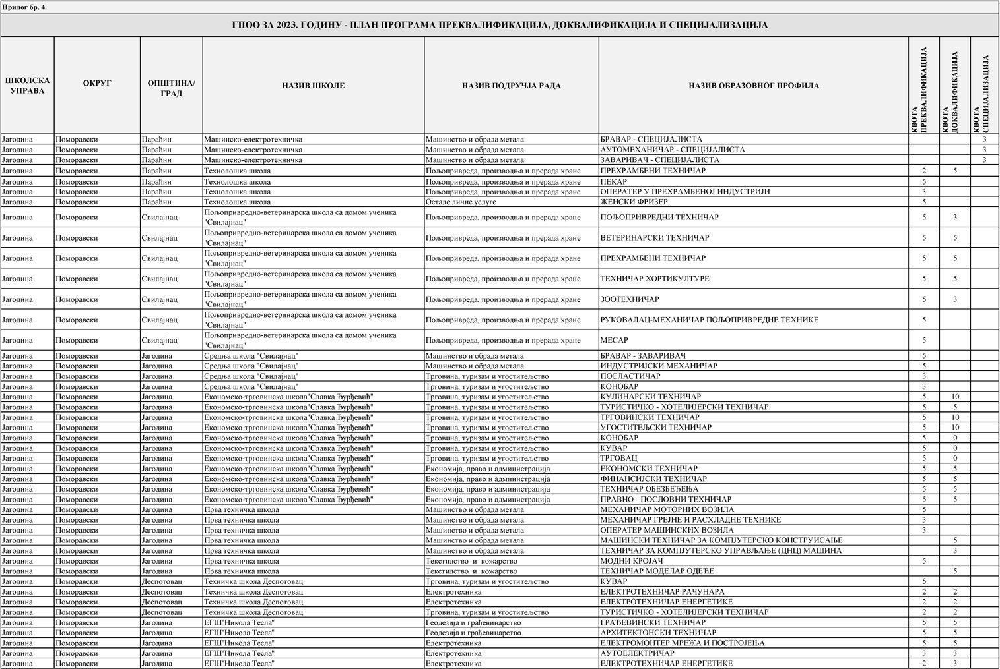 Прилог бр. 4.
ГПОО ЗА 2023. ГОДИНУ - ПЛАН ПРОГРАМА ПРЕКВАЛИФИКАЦИЈА, ДОКВАЛИФИКАЦИЈА И СПЕЦИЈАЛИЗАЦИЈА
ШКОЛСКА УПРАВА ОКРУГ ОПШТИНА/ ГРАД НАЗИВ ШКОЛЕ НАЗИВ ПОДРУЧЈА РАДА НАЗИВ ОБРАЗОВНОГ ПРОФИЛА КВОТА ПРЕКВАЛИФИКАЦИЈА КВОТА ДОКВАЛИФИКАЦИЈА КВОТА СПЕЦИЈАЛИЗАЦИЈА
Јагодина Поморавски Параћин Машинско-електротехничка Машинство и обрада метала БРАВАР - СПЕЦИЈАЛИСТА 3
Јагодина Поморавски Параћин Машинско-електротехничка Машинство и обрада метала АУТОМЕХАНИЧАР - СПЕЦИЈАЛИСТА 3
Јагодина Поморавски Параћин Машинско-електротехничка Машинство и обрада метала ЗАВАРИВАЧ - СПЕЦИЈАЛИСТА 3
Јагодина Поморавски Параћин Технолошка школа Пољопривреда, производња и прерада хране ПРЕХРАМБЕНИ ТЕХНИЧАР 2 5
Јагодина Поморавски Параћин Технолошка школа Пољопривреда, производња и прерада хране ПЕКАР 5
Јагодина Поморавски Параћин Технолошка школа Пољопривреда, производња и прерада хране ОПЕРАТЕР У ПРЕХРАМБЕНОЈ ИНДУСТРИЈИ 3
Јагодина Поморавски Параћин Технолошка школа Остале личне услуге ЖЕНСКИ ФРИЗЕР 5
Јагодина Поморавски Свилајнац Пољопривредно-ветеринарска школа са домом ученика "Свилајнац" Пољопривреда, производња и прерада хране ПОЉОПРИВРЕДНИ ТЕХНИЧАР 5 3
Јагодина Поморавски Свилајнац Пољопривредно-ветеринарска школа са домом ученика "Свилајнац" Пољопривреда, производња и прерада хране ВЕТЕРИНАРСКИ ТЕХНИЧАР 5 5
Јагодина Поморавски Свилајнац Пољопривредно-ветеринарска школа са домом ученика "Свилајнац" Пољопривреда, производња и прерада хране ПРЕХРАМБЕНИ ТЕХНИЧАР 5 5
Јагодина Поморавски Свилајнац Пољопривредно-ветеринарска школа са домом ученика "Свилајнац" Пољопривреда, производња и прерада хране ТЕХНИЧАР ХОРТИКУЛТУРЕ 5 5
Јагодина Поморавски Свилајнац Пољопривредно-ветеринарска школа са домом ученика "Свилајнац" Пољопривреда, производња и прерада хране ЗООТЕХНИЧАР 5 3
Јагодина Поморавски Свилајнац Пољопривредно-ветеринарска школа са домом ученика "Свилајнац" Пољопривреда, производња и прерада хране РУКОВАЛАЦ-МЕХАНИЧАР ПОЉОПРИВРЕДНЕ ТЕХНИКЕ 5
Јагодина Поморавски Свилајнац Пољопривредно-ветеринарска школа са домом ученика "Свилајнац" Пољопривреда, производња и прерада хране МЕСАР 5
Јагодина Поморавски Јагодина Средња школа "Свилајнац" Машинство и обрада метала БРАВАР - ЗАВАРИВАЧ 5
Јагодина Поморавски Јагодина Средња школа "Свилајнац" Машинство и обрада метала ИНДУСТРИЈСКИ МЕХАНИЧАР 5
Јагодина Поморавски Јагодина Средња школа "Свилајнац" Трговина, туризам и угоститељство ПОСЛАСТИЧАР 3
Јагодина Поморавски Јагодина Средња школа "Свилајнац" Трговина, туризам и угоститељство КОНОБАР 3
Јагодина Поморавски Јагодина Економско-трговинска школа"Славка Ђурђевић" Трговина, туризам и угоститељство КУЛИНАРСКИ ТЕХНИЧАР 5 10
Јагодина Поморавски Јагодина Економско-трговинска школа"Славка Ђурђевић" Трговина, туризам и угоститељство ТУРИСТИЧКО - ХОТЕЛИЈЕРСКИ ТЕХНИЧАР 5 5
Јагодина Поморавски Јагодина Економско-трговинска школа"Славка Ђурђевић" Трговина, туризам и угоститељство ТРГОВИНСКИ ТЕХНИЧАР 5 10
Јагодина Поморавски Јагодина Економско-трговинска школа"Славка Ђурђевић" Трговина, туризам и угоститељство УГОСТИТЕЉСКИ ТЕХНИЧАР 5 10
Јагодина Поморавски Јагодина Економско-трговинска школа"Славка Ђурђевић" Трговина, туризам и угоститељство КОНОБАР 5 0
Јагодина Поморавски Јагодина Економско-трговинска школа"Славка Ђурђевић" Трговина, туризам и угоститељство КУВАР 5 0
Јагодина Поморавски Јагодина Економско-трговинска школа"Славка Ђурђевић" Трговина, туризам и угоститељство ТРГОВАЦ 5 0
Јагодина Поморавски Јагодина Економско-трговинска школа"Славка Ђурђевић" Економија, право и администрација ЕКОНОМСКИ ТЕХНИЧАР 5 5
Јагодина Поморавски Јагодина Економско-трговинска школа"Славка Ђурђевић" Економија, право и администрација ФИНАНСИЈСКИ ТЕХНИЧАР 5 5
Јагодина Поморавски Јагодина Економско-трговинска школа"Славка Ђурђевић" Економија, право и администрација ТЕХНИЧАР ОБЕЗБЕЂЕЊА 5 5
Јагодина Поморавски Јагодина Економско-трговинска школа"Славка Ђурђевић" Економија, право и администрација ПРАВНО - ПОСЛОВНИ ТЕХНИЧАР 5 5
Јагодина Поморавски Јагодина Прва техничка школа Машинство и обрада метала МЕХАНИЧАР МОТОРНИХ ВОЗИЛА 5
Јагодина Поморавски Јагодина Прва техничка школа Машинство и обрада метала МЕХАНИЧАР ГРЕЈНЕ И РАСХЛАДНЕ ТЕХНИКЕ 3
Јагодина Поморавски Јагодина Прва техничка школа Машинство и обрада метала ОПЕРАТЕР МАШИНСКИХ ВОЗИЛА 3
Јагодина Поморавски Јагодина Прва техничка школа Машинство и обрада метала МАШИНСКИ ТЕХНИЧАР ЗА КОМПЈУТЕРСКО КОНСТРУИСАЊЕ 5
Јагодина Поморавски Јагодина Прва техничка школа Машинство и обрада метала ТЕХНИЧАР ЗА КОМПЈУТЕРСКО УПРАВЉАЊЕ (ЦНЦ) МАШИНА 3
Јагодина Поморавски Јагодина Прва техничка школа Текстилство и кожарство МОДНИ КРОЈАЧ 5
Јагодина Поморавски Јагодина Прва техничка школа Текстилство и кожарство ТЕХНИЧАР МОДЕЛАР ОДЕЋЕ 5
Јагодина Поморавски Деспотовац Техничка школа Деспотовац Трговина, туризам и угоститељство КУВАР 5
Јагодина Поморавски Деспотовац Техничка школа Деспотовац Електротехника ЕЛЕКТРОТЕХНИЧАР РАЧУНАРА 2 2
Јагодина Поморавски Деспотовац Техничка школа Деспотовац Електротехника ЕЛЕКТРОТЕХНИЧАР ЕНЕРГЕТИКЕ 2 2
Јагодина Поморавски Деспотовац Техничка школа Деспотовац Трговина, туризам и угоститељство ТУРИСТИЧКО - ХОТЕЛИЈЕРСКИ ТЕХНИЧАР 2 2
Јагодина Поморавски Јагодина ЕГШ"Никола Тесла" Геодезија и грађевинарство ГРАЂЕВИНСКИ ТЕХНИЧАР 5 5
Јагодина Поморавски Јагодина ЕГШ"Никола Тесла" Геодезија и грађевинарство АРХИТЕКТОНСКИ ТЕХНИЧАР 5 5
Јагодина Поморавски Јагодина ЕГШ"Никола Тесла" Електротехника ЕЛЕКТРОМОНТЕР МРЕЖА И ПОСТРОЈЕЊА 5 5
Јагодина Поморавски Јагодина ЕГШ"Никола Тесла" Електротехника АУТОЕЛЕКТРИЧАР 3 3
Јагодина Поморавски Јагодина ЕГШ"Никола Тесла" Електротехника ЕЛЕКТРОТЕХНИЧАР ЕНЕРГЕТИКЕ 2 3